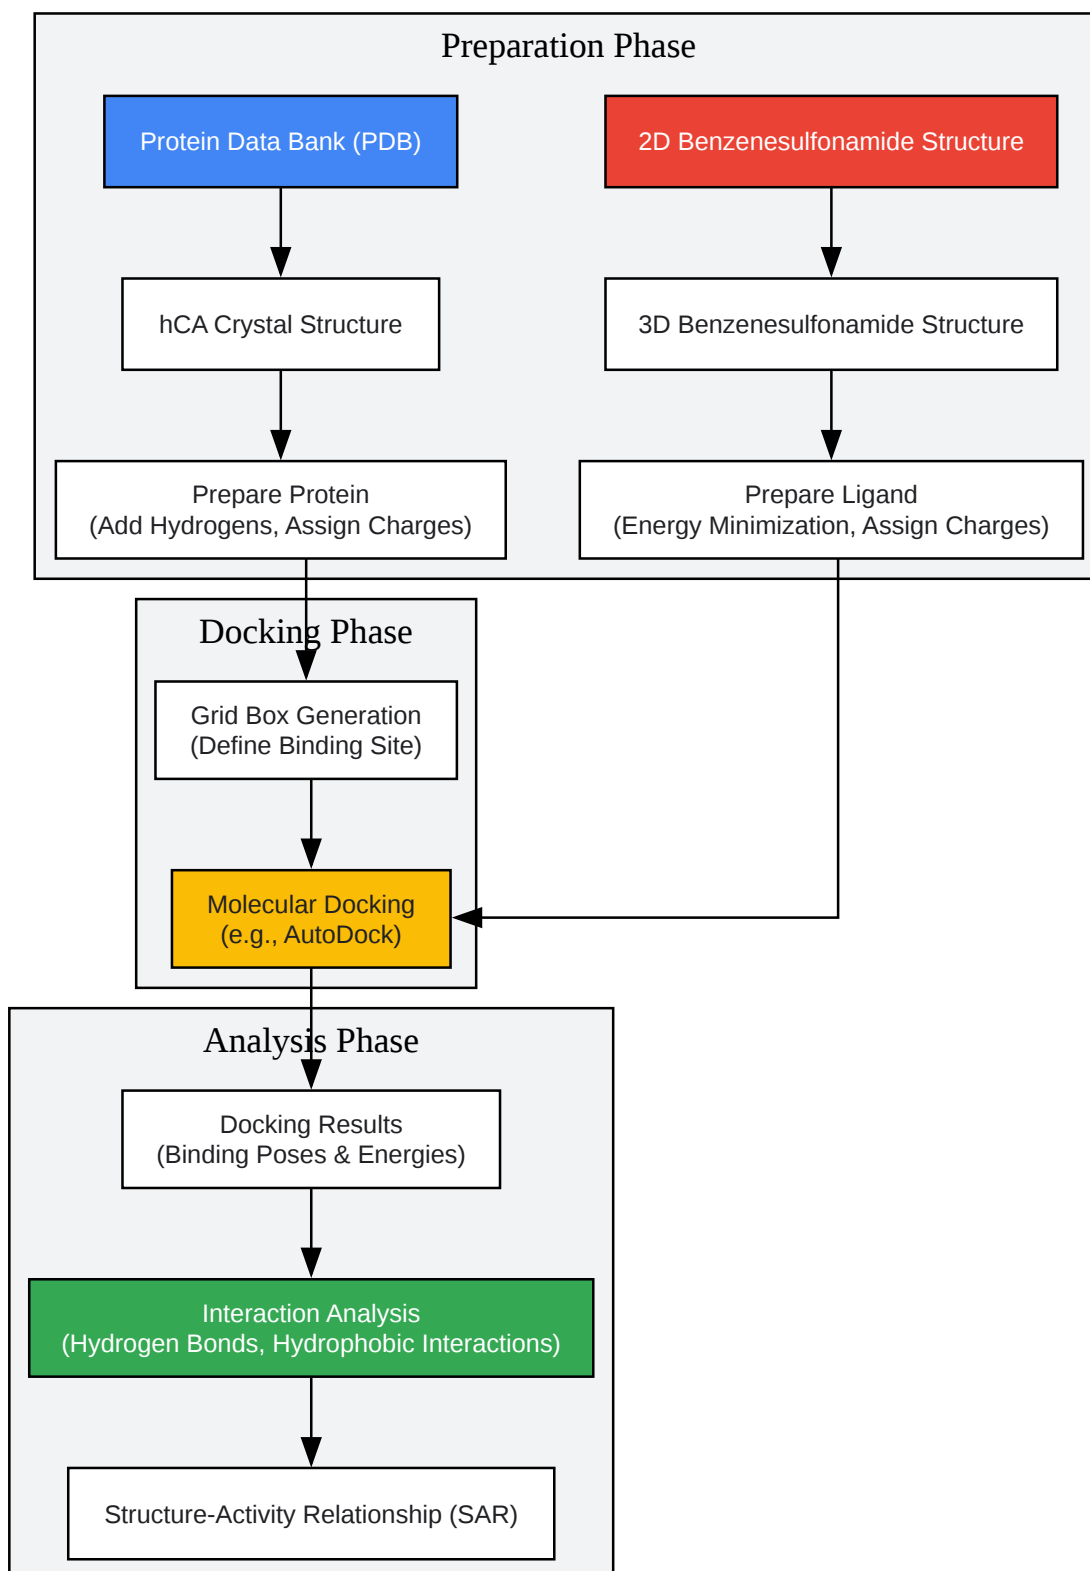 Preparation Phase
Protein Data Bank (PDB)
2D Benzenesulfonamide Structure
hCA Crystal Structure
3D Benzenesulfonamide Structure
Prepare Protein
(Add Hydrogens, Assign Charges)
Prepare Ligand
(Energy Minimization, Assign Charges)
Docking Phase
Grid Box Generation
(Define Binding Site)
Molecular Docking
(e.g., AutoDock)
Analysis Phase
Docking Results
(Binding Poses & Energies)
Interaction Analysis
(Hydrogen Bonds, Hydrophobic Interactions)
Structure-Activity Relationship (SAR)